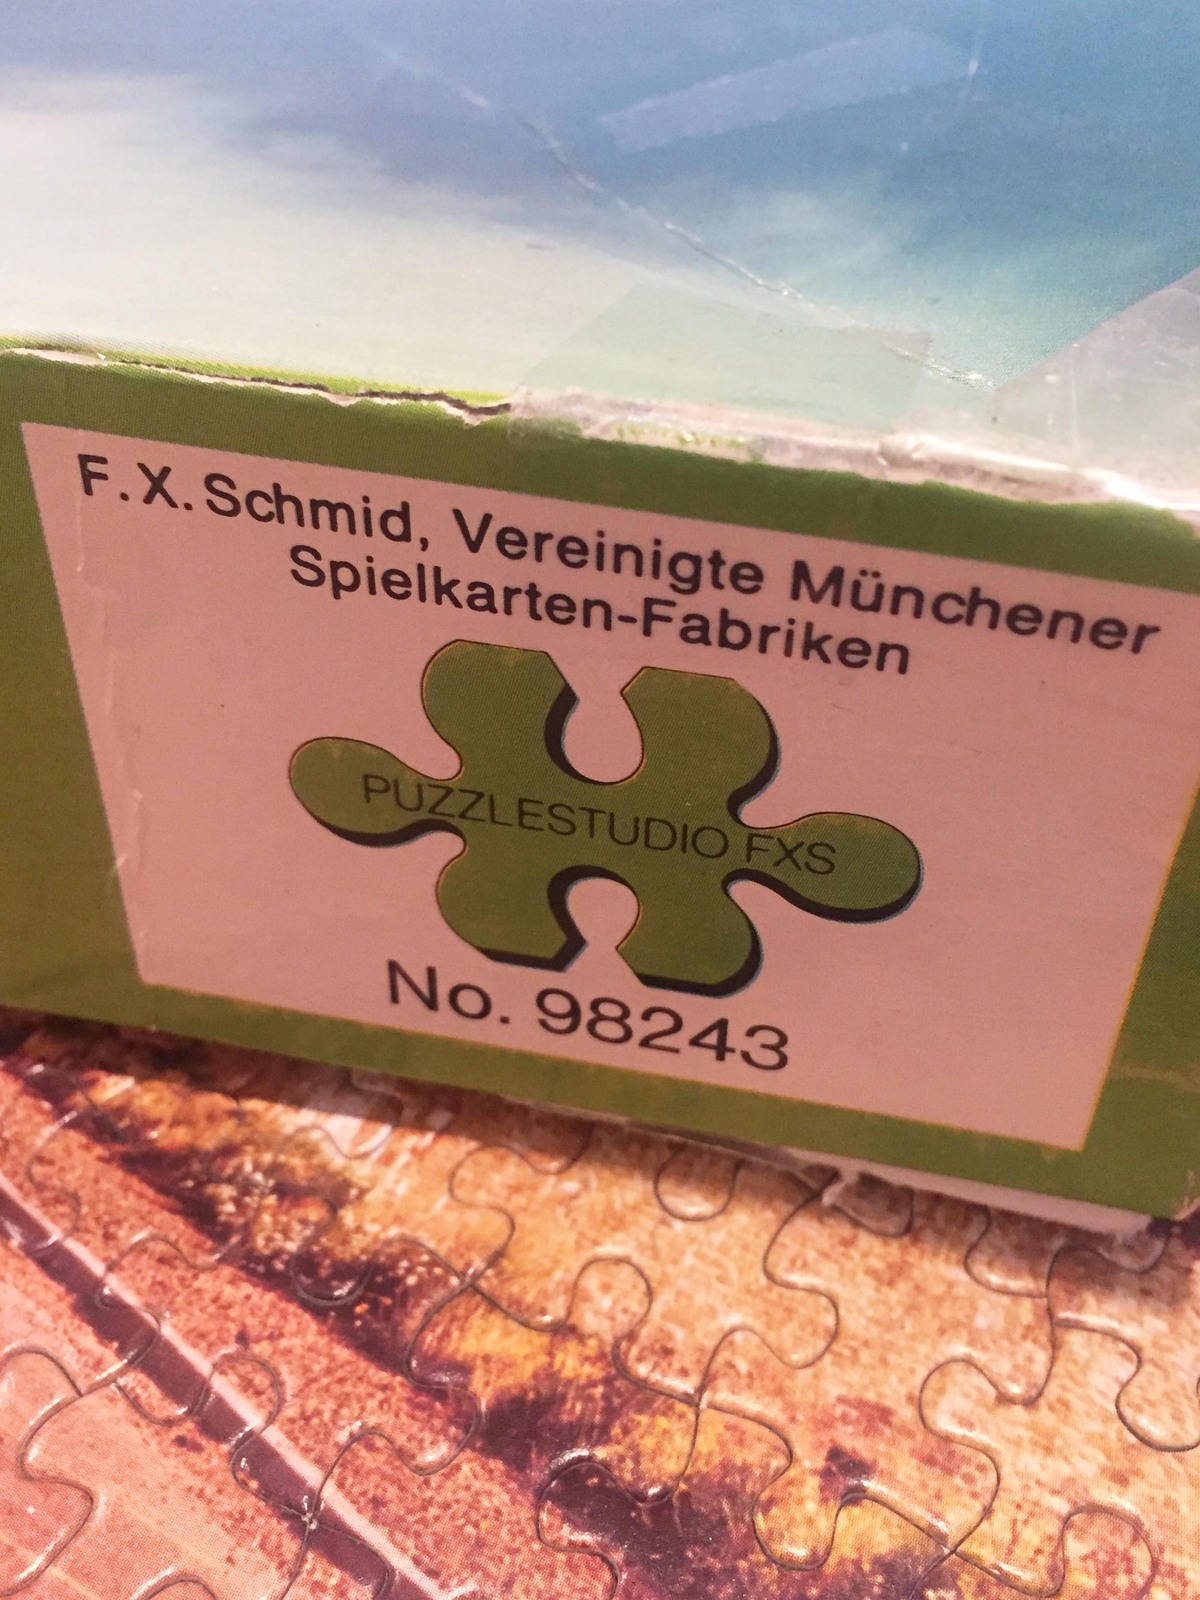 F.X.Schmid, Vereinigte Münchener
Spielkarten-Fabriken
PUZZLESTUDIO FXS
No. 98243